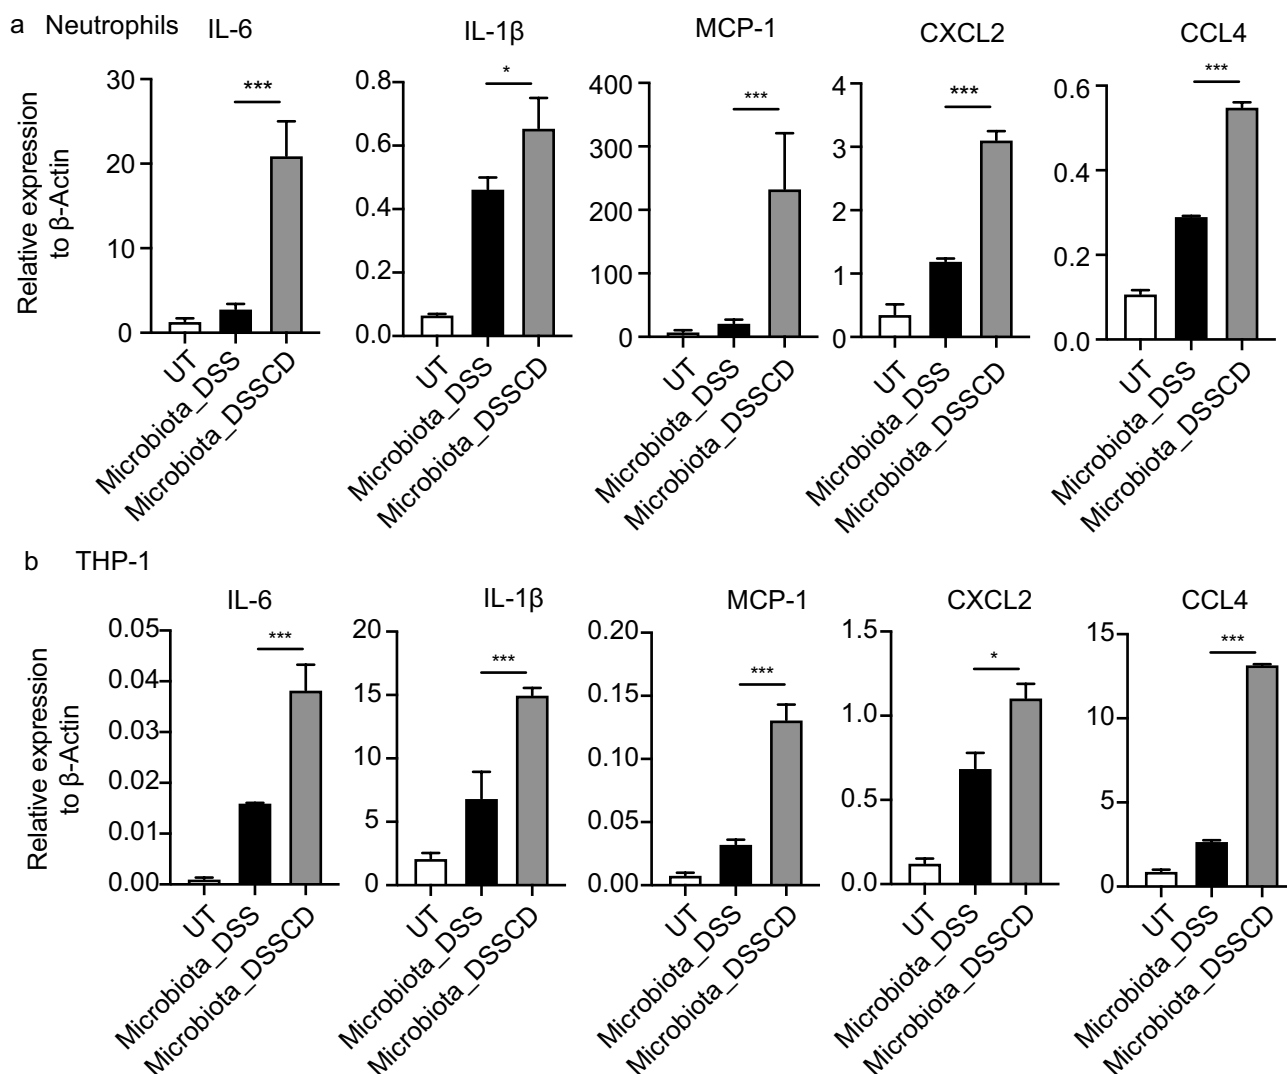 a Neutrophils
IL-6
IL-1β
MCP-1
CXCL2
CCL4
Relative expression
to β-Actin
30
20
10
0
***
UT
Microbiota_DSS
Microbiota_DSSCD
0.8
0.6
0.4
0.2
0.0
*
UT
Microbiota_DSS
Microbiota_DSSCD
400
300
200
100
0
***
UT
Microbiota_DSS
Microbiota_DSSCD
4
3
2
1
0
***
UT
Microbiota_DSS
Microbiota_DSSCD
0.6
0.4
0.2
0.0
***
UT
Microbiota_DSS
Microbiota_DSSCD
b THP-1
IL-6
IL-1β
MCP-1
CXCL2
CCL4
Relative expression
to β-Actin
0.05
0.04
0.03
0.02
0.01
0.00
***
UT
Microbiota_DSS
Microbiota_DSSCD
20
15
10
5
0
***
UT
Microbiota_DSS
Microbiota_DSSCD
0.20
0.15
0.10
0.05
0.00
***
UT
Microbiota_DSS
Microbiota_DSSCD
1.5
1.0
0.5
0.0
*
UT
Microbiota_DSS
Microbiota_DSSCD
15
10
5
0
***
UT
Microbiota_DSS
Microbiota_DSSCD